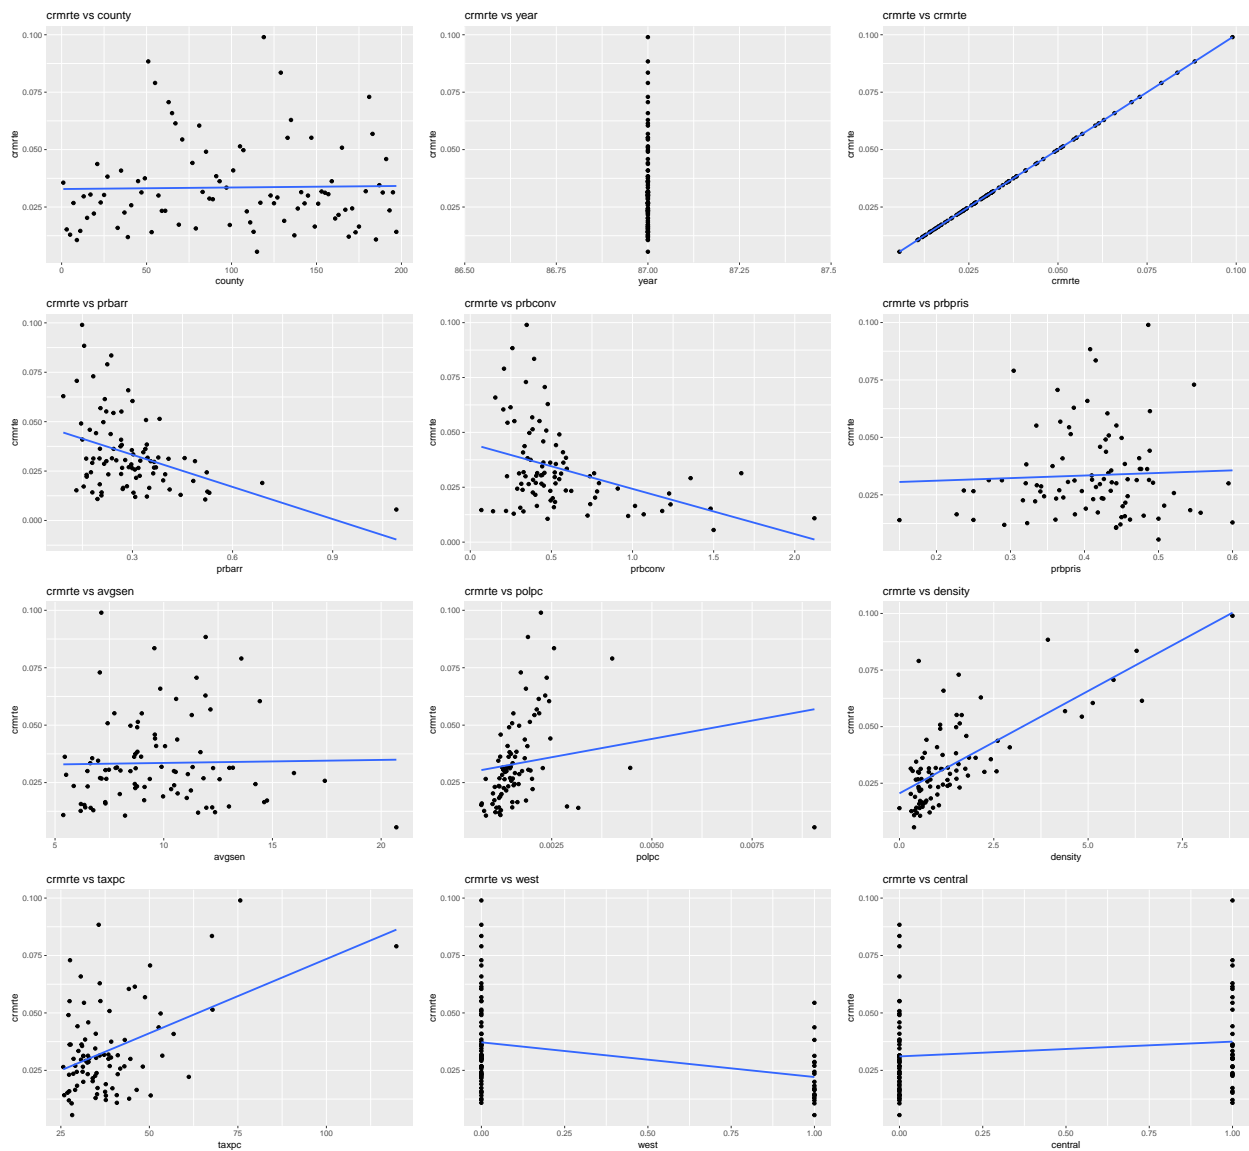 crmrte vs county
crmrte vs year
crmrte vs crmrte
0.100
0.075
0.050
0.025
crmrte
0
50
100
150
200
county
0.100
0.075
0.050
0.025
crmrte
86.50
86.75
87.00
87.25
87.5
year
0.100
0.075
0.050
0.025
crmrte
0.025
0.050
0.075
0.100
crmrte
crmrte vs prbarr
crmrte vs prbconv
crmrte vs prbpris
0.100
0.075
0.050
0.025
0.000
crmrte
0.3
0.6
0.9
prbarr
0.100
0.075
0.050
0.025
0.000
crmrte
0.0
0.5
1.0
1.5
2.0
prbconv
0.100
0.075
0.050
0.025
crmrte
0.2
0.3
0.4
0.5
0.6
prbpris
crmrte vs avgsen
crmrte vs polpc
crmrte vs density
0.100
0.075
0.050
0.025
crmrte
5
10
15
20
avgsen
0.100
0.075
0.050
0.025
crmrte
0.0025
0.0050
0.0075
polpc
0.100
0.075
0.050
0.025
crmrte
0.0
2.5
5.0
7.5
density
crmrte vs taxpc
crmrte vs west
crmrte vs central
0.100
0.075
0.050
0.025
crmrte
25
50
75
100
taxpc
0.100
0.075
0.050
0.025
crmrte
0.00
0.25
0.50
0.75
1.00
west
0.100
0.075
0.050
0.025
crmrte
0.00
0.25
0.50
0.75
1.00
central